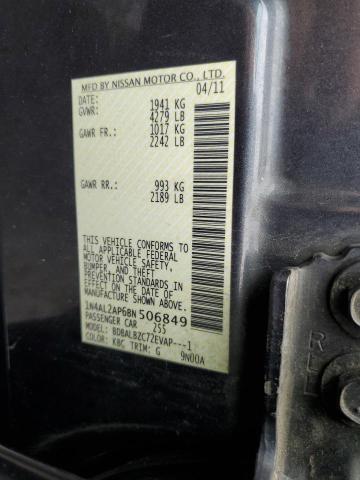 MFD BY NISSAN MOTOR CO., LTD.
DATE: 04/11
GVWR: 1941 KG
4279 LB
GAWR FR.: 1017 KG
2242 LB
GAWR RR.: 993 KG
2189 LB
THIS VEHICLE CONFORMS TO
ALL APPLICABLE FEDERAL
MOTOR VEHICLE SAFETY,
BUMPER, AND THEFT
PREVENTION STANDARDS
IN EFFECT ON THE DATE OF
MANUFACTURE SHOWN ABOVE.
1N4AL2AP6BN506849
PASSENGER CAR 255
MODEL: BDBALBZC72EVAP---1
COLOR: KBC TRIM: G 9N00A